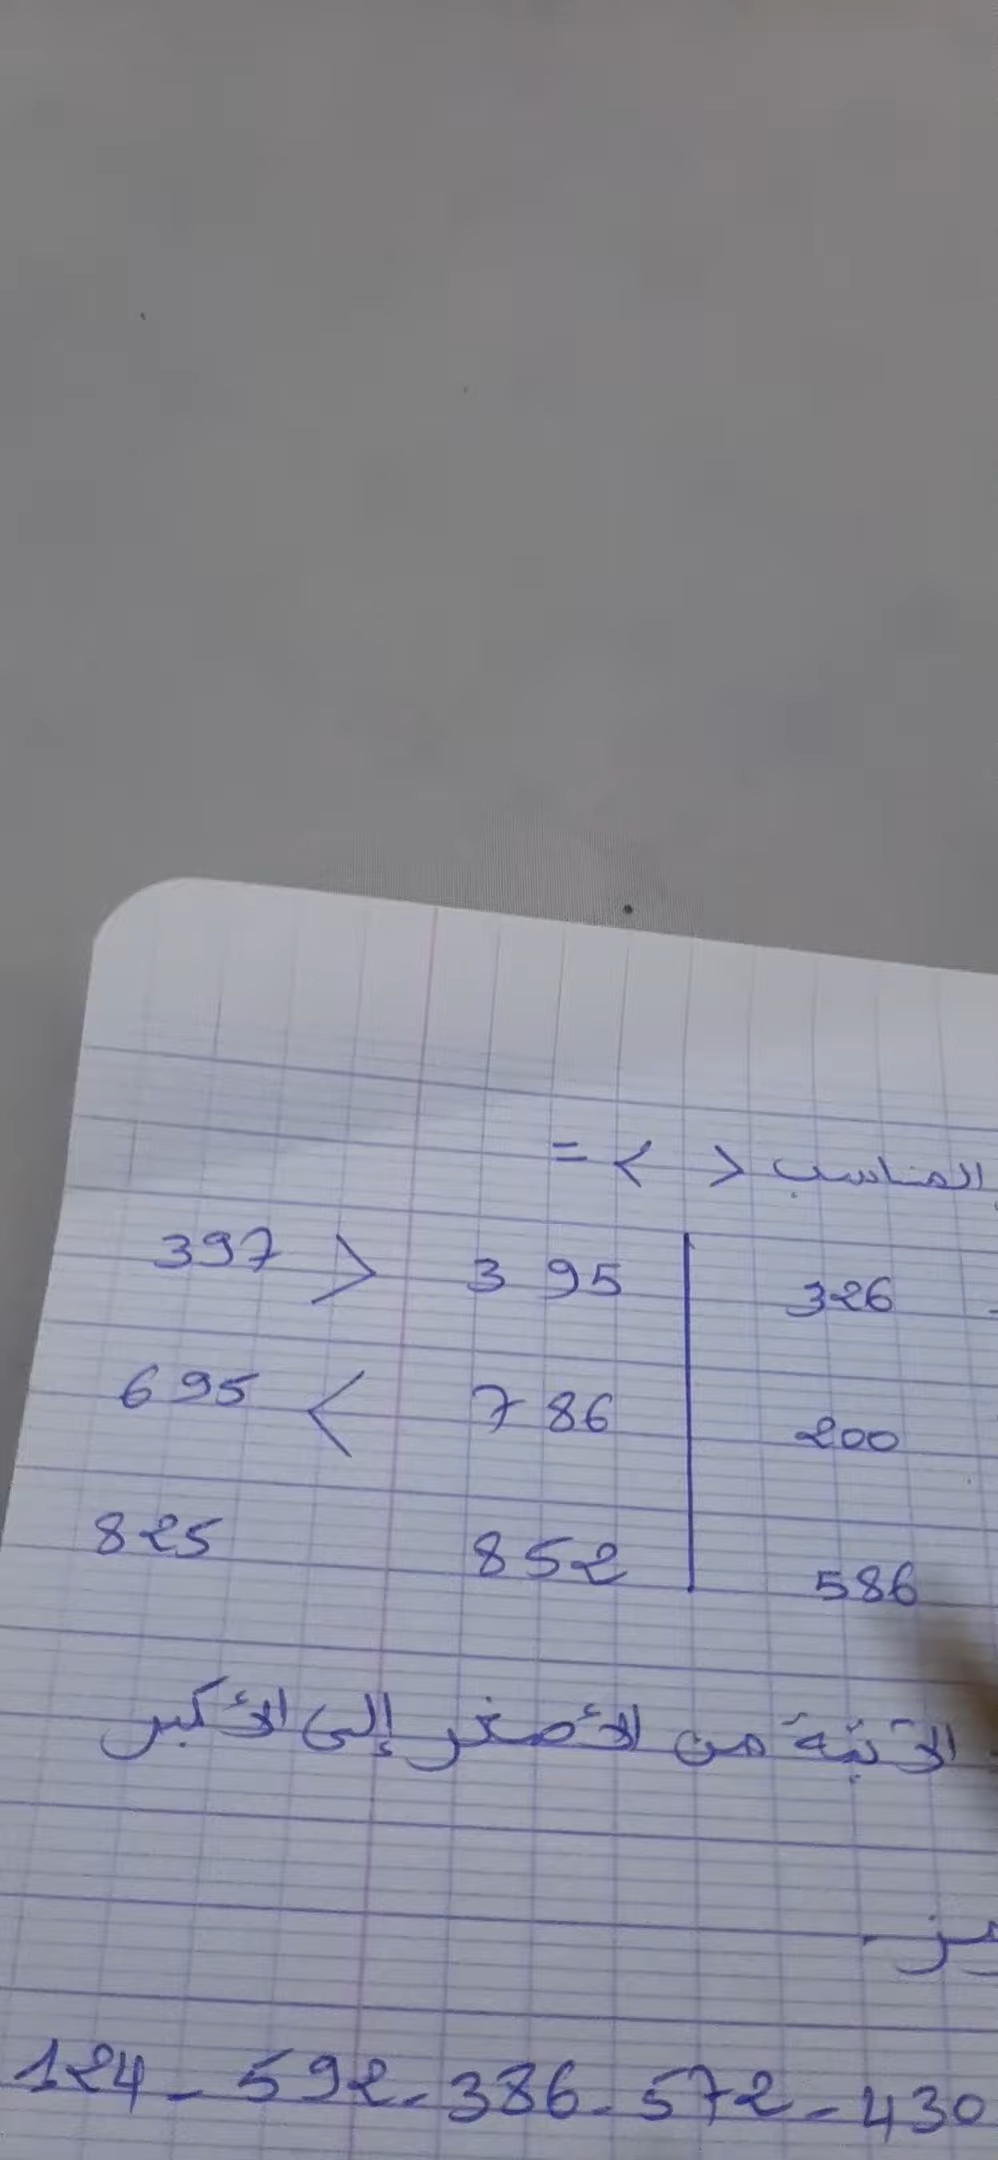 المناسب < > =
397 > 395 | 326
695 < 786 | 200
825 852 | 586
الآتية من الأصغر إلى الأكبر
124 - 592 - 386 - 572 - 430